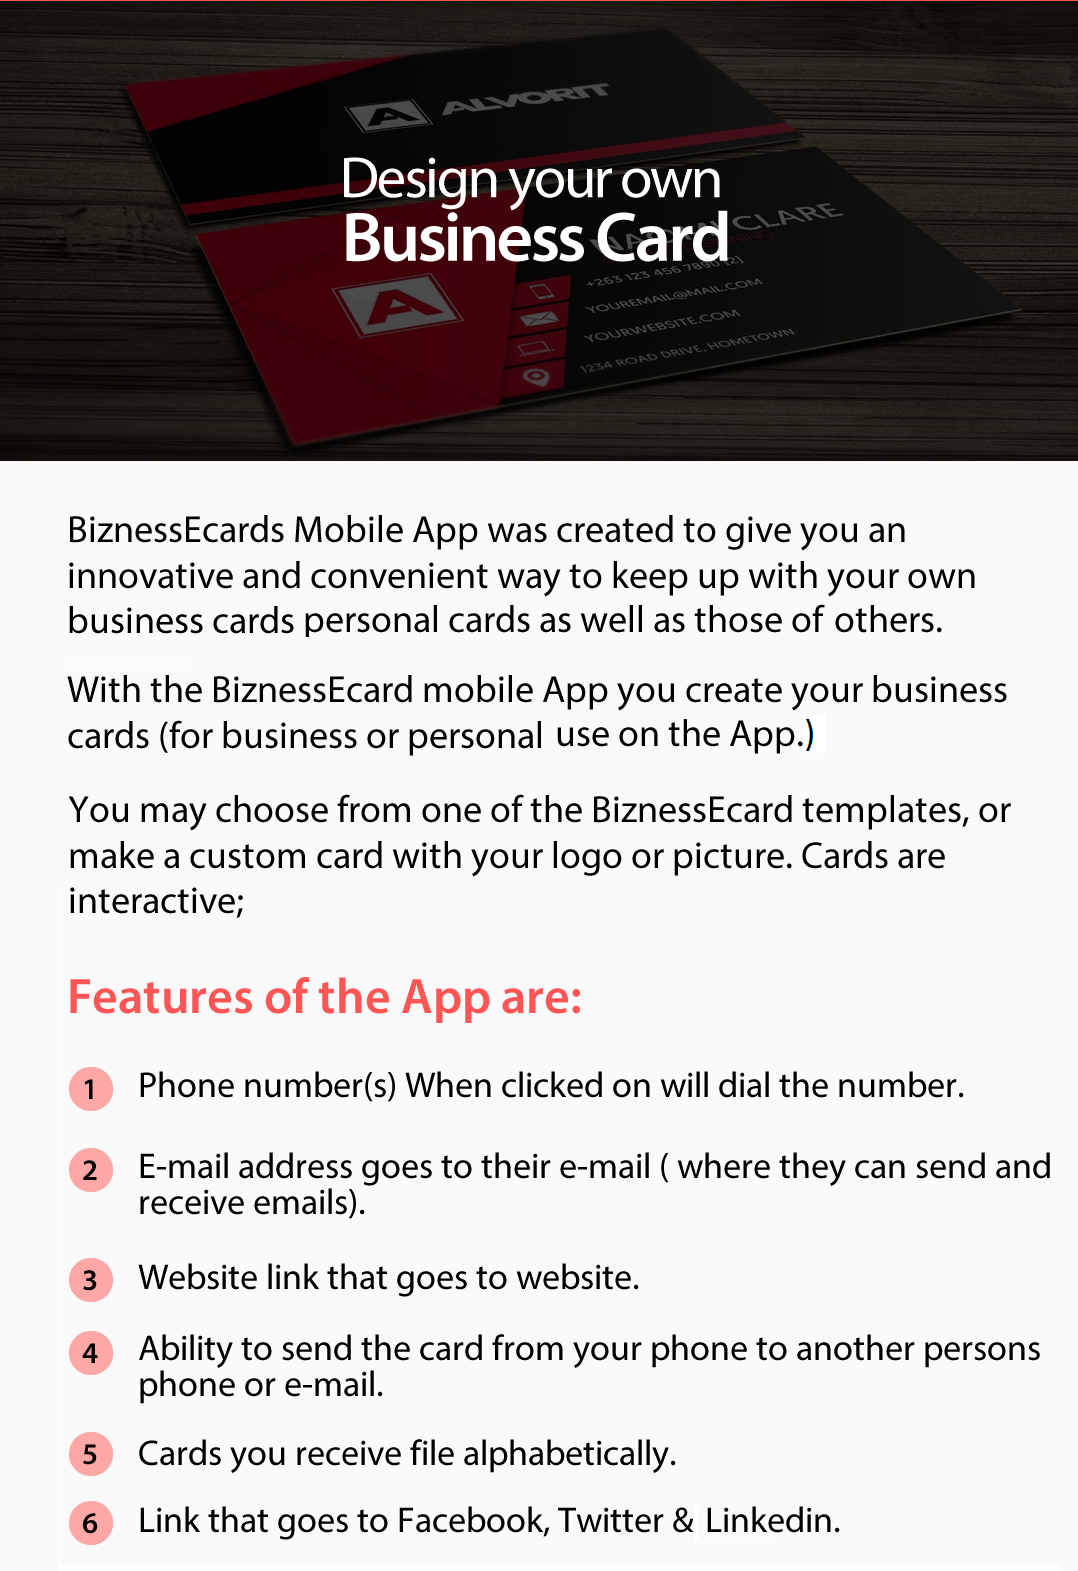 ALVORIT
Design your own
Business Card
CLARE
+263 123 456 7890 (2)
YOUREMAIL@MAIL.COM
YOURWEBSITE.COM
1234 ROAD DRIVE, HOMETOWN
BiznessEcards Mobile App was created to give you an
innovative and convenient way to keep up with your own
business cards personal cards as well as those of others.
With the BiznessEcard mobile App you create your business
cards (for business or personal use on the App.)
You may choose from one of the BiznessEcard templates, or
make a custom card with your logo or picture. Cards are
interactive;
Features of the App are:
1 Phone number(s) When clicked on will dial the number.
2 E-mail address goes to their e-mail ( where they can send and
receive emails).
3 Website link that goes to website.
4 Ability to send the card from your phone to another persons
phone or e-mail.
5 Cards you receive file alphabetically.
6 Link that goes to Facebook, Twitter & Linkedin.